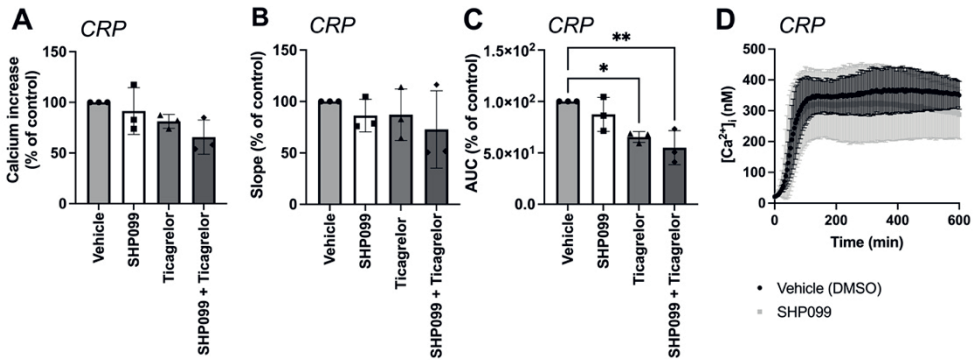 A
CRP
Calcium increase
(% of control)
150
100
50
0
Vehicle
SHP099
Ticagrelor
SHP099 + Ticagrelor
B
CRP
Slope (% of control)
150
100
50
0
Vehicle
SHP099
Ticagrelor
SHP099 + Ticagrelor
C
CRP
AUC (% of control)
1.5×10²
1.0×10²
5.0×10¹
0.0
**
*
Vehicle
SHP099
Ticagrelor
SHP099 + Ticagrelor
D
CRP
[Ca²⁺]ᵢ (nM)
500
400
300
200
100
0
0 200 400 600
Time (min)
Vehicle (DMSO)
SHP099